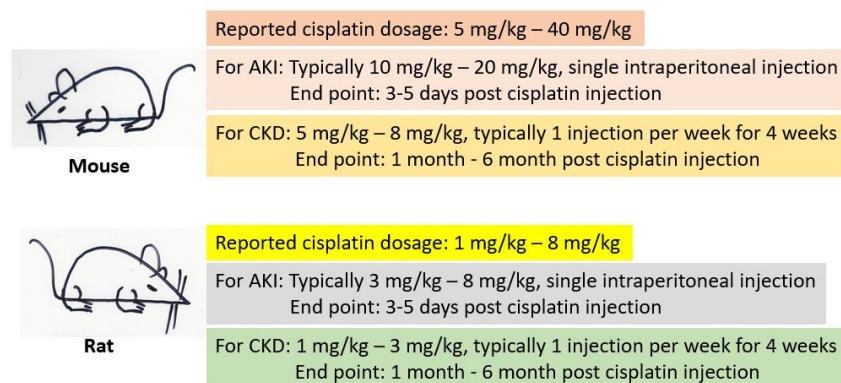 Reported cisplatin dosage: 5 mg/kg – 40 mg/kg
For AKI: Typically 10 mg/kg – 20 mg/kg, single intraperitoneal injection
End point: 3-5 days post cisplatin injection
For CKD: 5 mg/kg – 8 mg/kg, typically 1 injection per week for 4 weeks
End point: 1 month - 6 month post cisplatin injection
Mouse
Reported cisplatin dosage: 1 mg/kg – 8 mg/kg
For AKI: Typically 3 mg/kg – 8 mg/kg, single intraperitoneal injection
End point: 3-5 days post cisplatin injection
For CKD: 1 mg/kg – 3 mg/kg, typically 1 injection per week for 4 weeks
End point: 1 month - 6 month post cisplatin injection
Rat